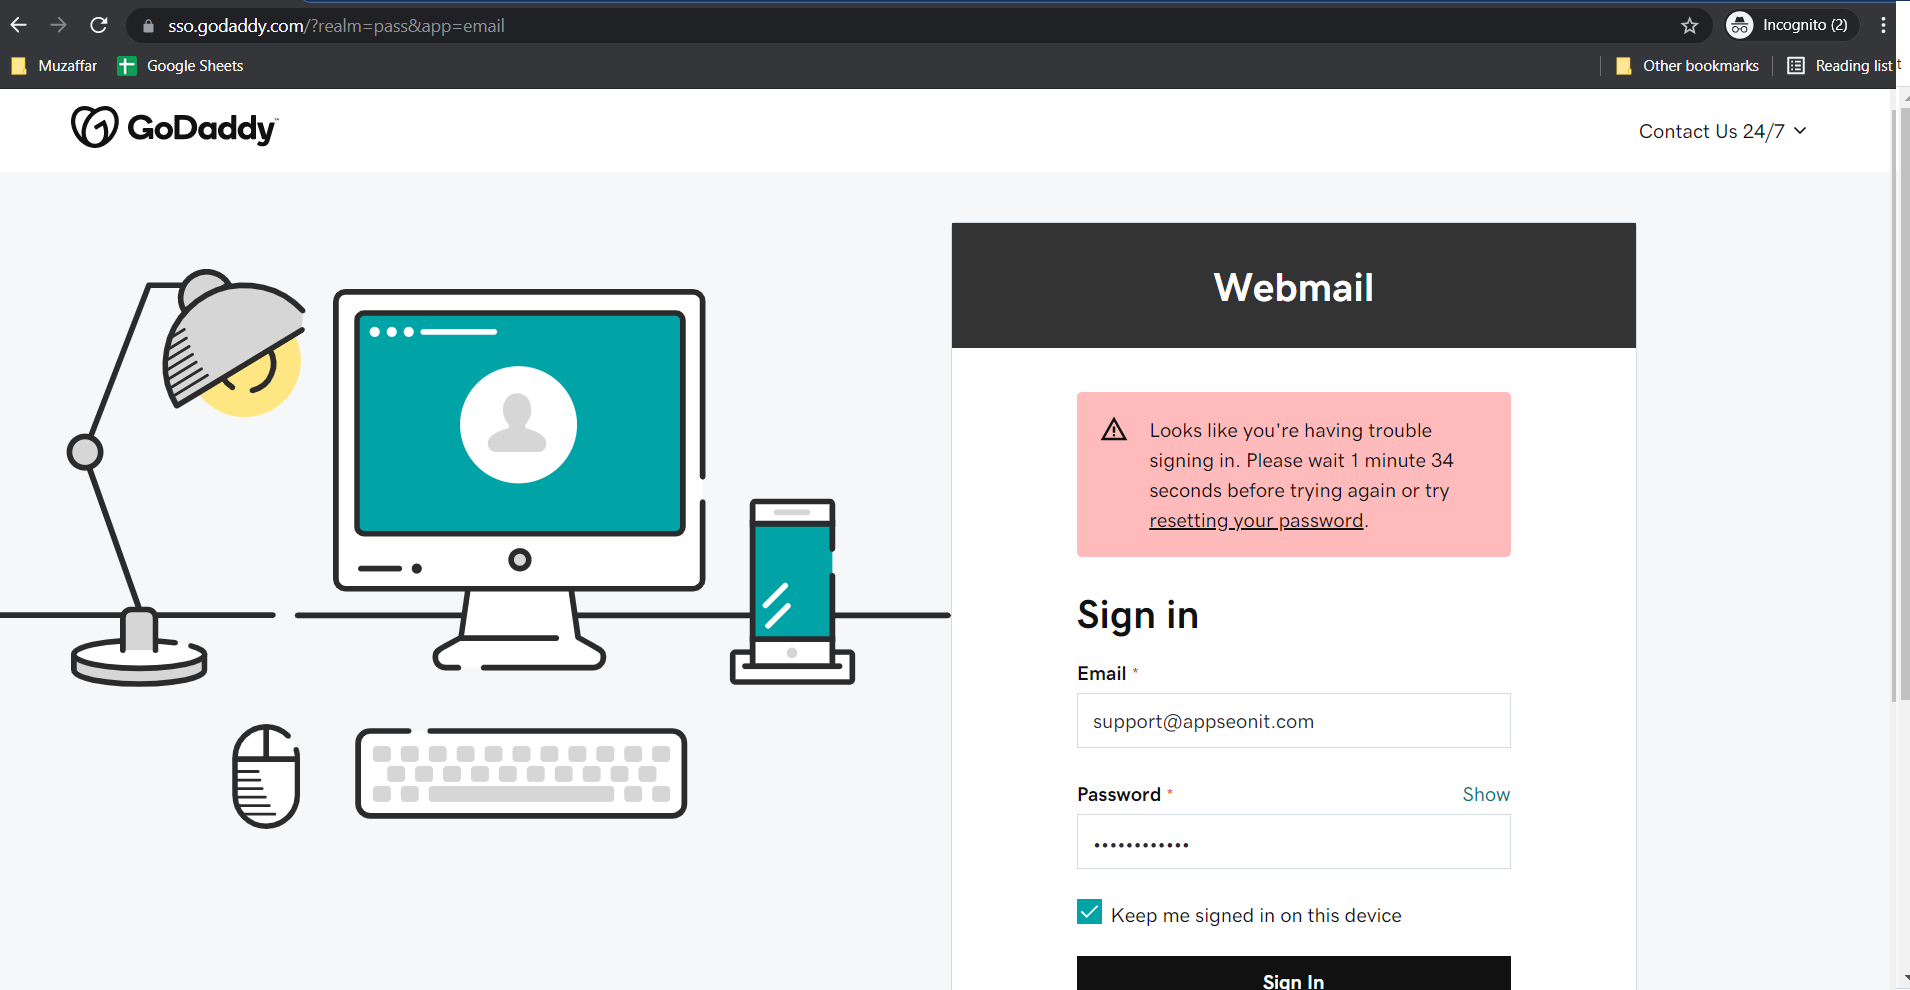 sso.godaddy.com/?realm=pass&app=email
Incognito (2)
Muzaffar
Google Sheets
Other bookmarks
Reading list
t
GoDaddy
Contact Us 24/7
Webmail
Looks like you're having trouble
signing in. Please wait 1 minute 34
seconds before trying again or try
resetting your password.
Sign in
Email *
support@appseonit.com
Password *
Show
••••••••••••
Keep me signed in on this device
Sign In